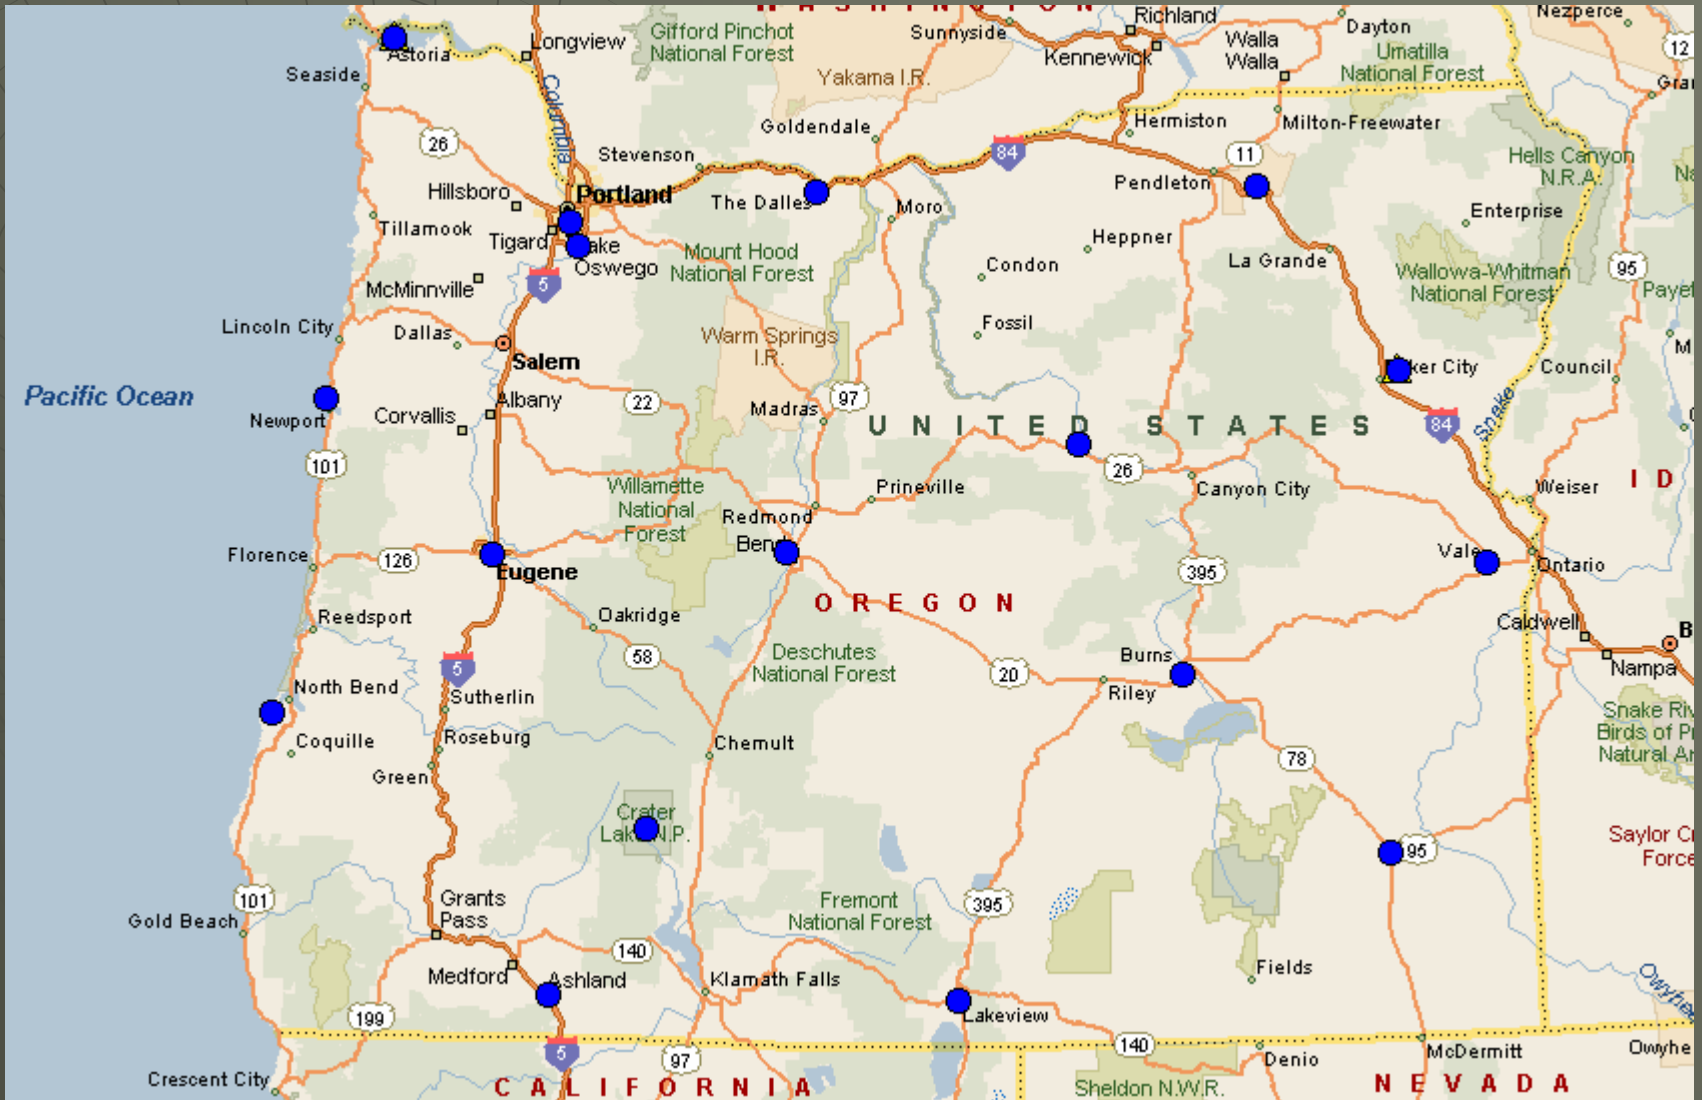 WASHINGTON
Richland
Nezperce
Dayton
Gifford Pinchot
National Forest
Sunnyside
Walla
Walla
12
Longview
Astoria
Kennewick
Umatilla
National Forest
Seaside
Yakama I.R.
Columbia
Goldendale
Hermiston
Milton-Freewater
26
Stevenson
84
11
Hells Canyon
N.R.A.
Hillsboro
Portland
The Dalles
Pendleton
Moro
Enterprise
Tillamook
Tigard
Heppner
Oswego
Mount Hood
National Forest
Condon
La Grande
Wallowa-Whitman
National Forest
95
5
McMinnville
Lincoln City
Dallas
Warm Springs
I.R.
Fossil
Salem
Council
Pacific Ocean
22
97
Snake
Newport
Corvallis
Albany
Madras
UNITED STATES
84
101
26
ID
Willamette
National
Forest
Prineville
Canyon City
Weiser
Redmond
Bend
Florence
126
Eugene
395
Vale
Ontario
OREGON
Reedsport
Oakridge
Caldwell
58
Deschutes
National Forest
Burns
Nampa
5
20
Riley
North Bend
Sutherlin
Coquille
Roseburg
Chemult
78
Green
Crater
95
101
Grants
Pass
Fremont
National Forest
395
Gold Beach
140
Medford
Ashland
Klamath Falls
Fields
Owyhee
199
Lakeview
5
97
140
Denio
McDermitt
Crescent City
CALIFORNIA
Sheldon N.W.R.
NEVADA